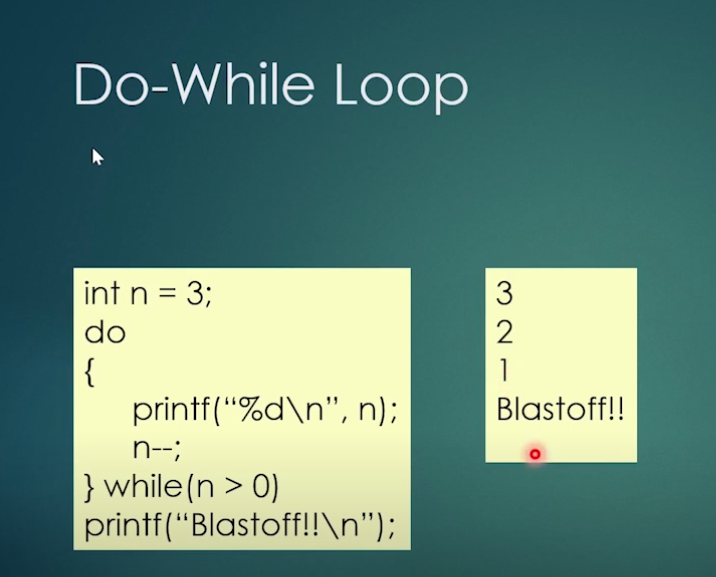 Do-While Loop
int n = 3;
do
{
printf(“%d\n”, n);
n--;
} while(n > 0)
printf(“Blastoff!!\n”);
3
2
1
Blastoff!!